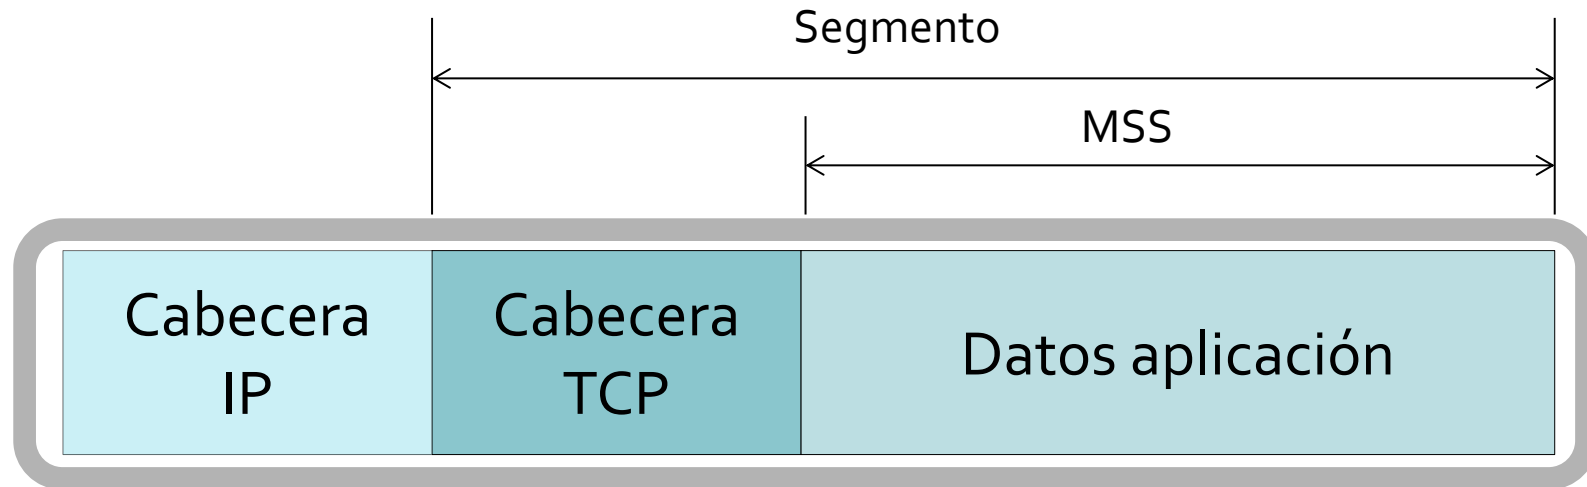 Segmento
MSS
Cabecera
IP
Cabecera
TCP
Datos aplicación